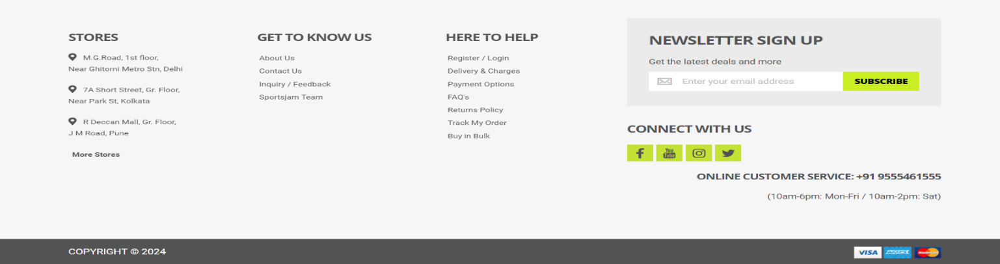 STORES
M.G.Road, 1st floor,
Near Ghitorni Metro Stn, Delhi
7A Short Street, Gr. Floor,
Near Park St, Kolkata
R Deccan Mall, Gr. Floor,
J M Road, Pune
More Stores
GET TO KNOW US
About Us
Contact Us
Inquiry / Feedback
Sportsjam Team
HERE TO HELP
Register / Login
Delivery & Charges
Payment Options
FAQ's
Returns Policy
Track My Order
Buy in Bulk
NEWSLETTER SIGN UP
Get the latest deals and more
Enter your email address
SUBSCRIBE
CONNECT WITH US
You
Tube
ONLINE CUSTOMER SERVICE: +91 9555461555
(10am-6pm: Mon-Fri / 10am-2pm: Sat)
COPYRIGHT © 2024
VISA
AMEX
MasterCard